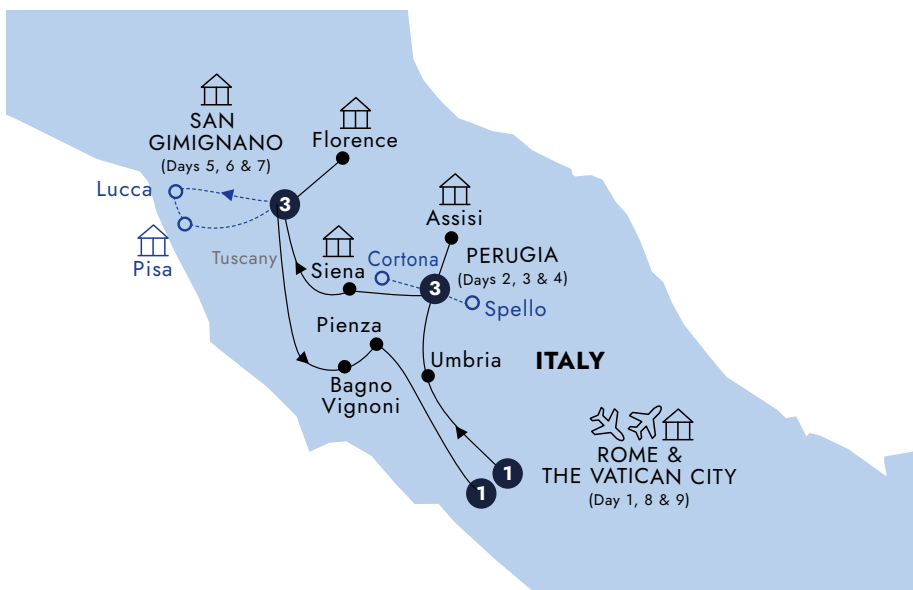 SAN
GIMIGNANO
(Days 5, 6 & 7)
Florence
Lucca
3
Assisi
Pisa
Tuscany
Siena
Cortona
PERUGIA
(Days 2, 3 & 4)
3
Spello
Pienza
Umbria
ITALY
Bagno
Vignoni
ROME &
THE VATICAN CITY
(Day 1, 8 & 9)
1
1